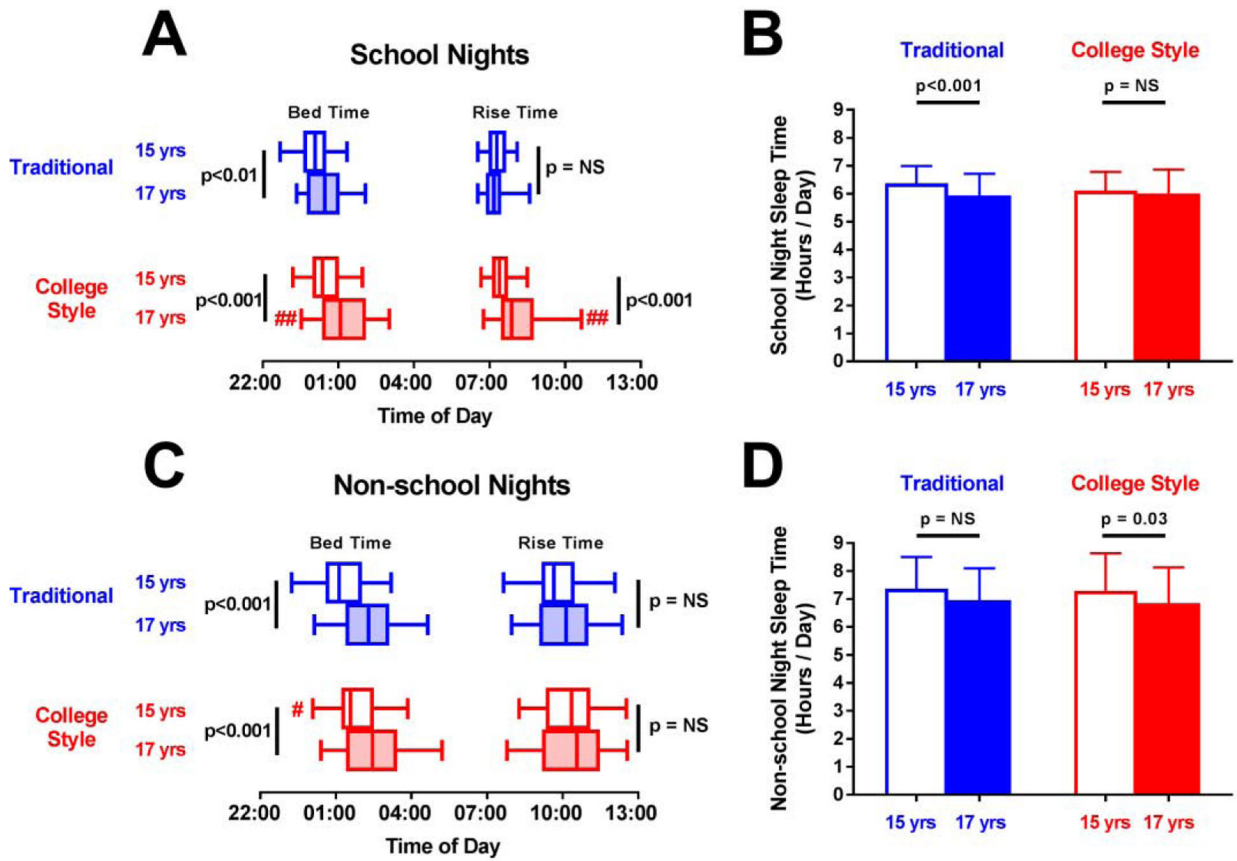 A
School Nights
Bed Time
Rise Time
Traditional
15 yrs
17 yrs
p<0.01
p = NS
College
Style
15 yrs
17 yrs
p<0.001
##
##
p<0.001
22:00 01:00 04:00 07:00 10:00 13:00
Time of Day
B
Traditional
College Style
p<0.001
p = NS
School Night Sleep Time
(Hours / Day)
9
8
7
6
5
4
3
2
1
0
15 yrs 17 yrs 15 yrs 17 yrs
C
Non-school Nights
Bed Time
Rise Time
Traditional
15 yrs
17 yrs
p<0.001
p = NS
College
Style
15 yrs
17 yrs
p<0.001
#
p = NS
22:00 01:00 04:00 07:00 10:00 13:00
Time of Day
D
Traditional
College Style
p = NS
p = 0.03
Non-school Night Sleep Time
(Hours / Day)
9
8
7
6
5
4
3
2
1
0
15 yrs 17 yrs 15 yrs 17 yrs